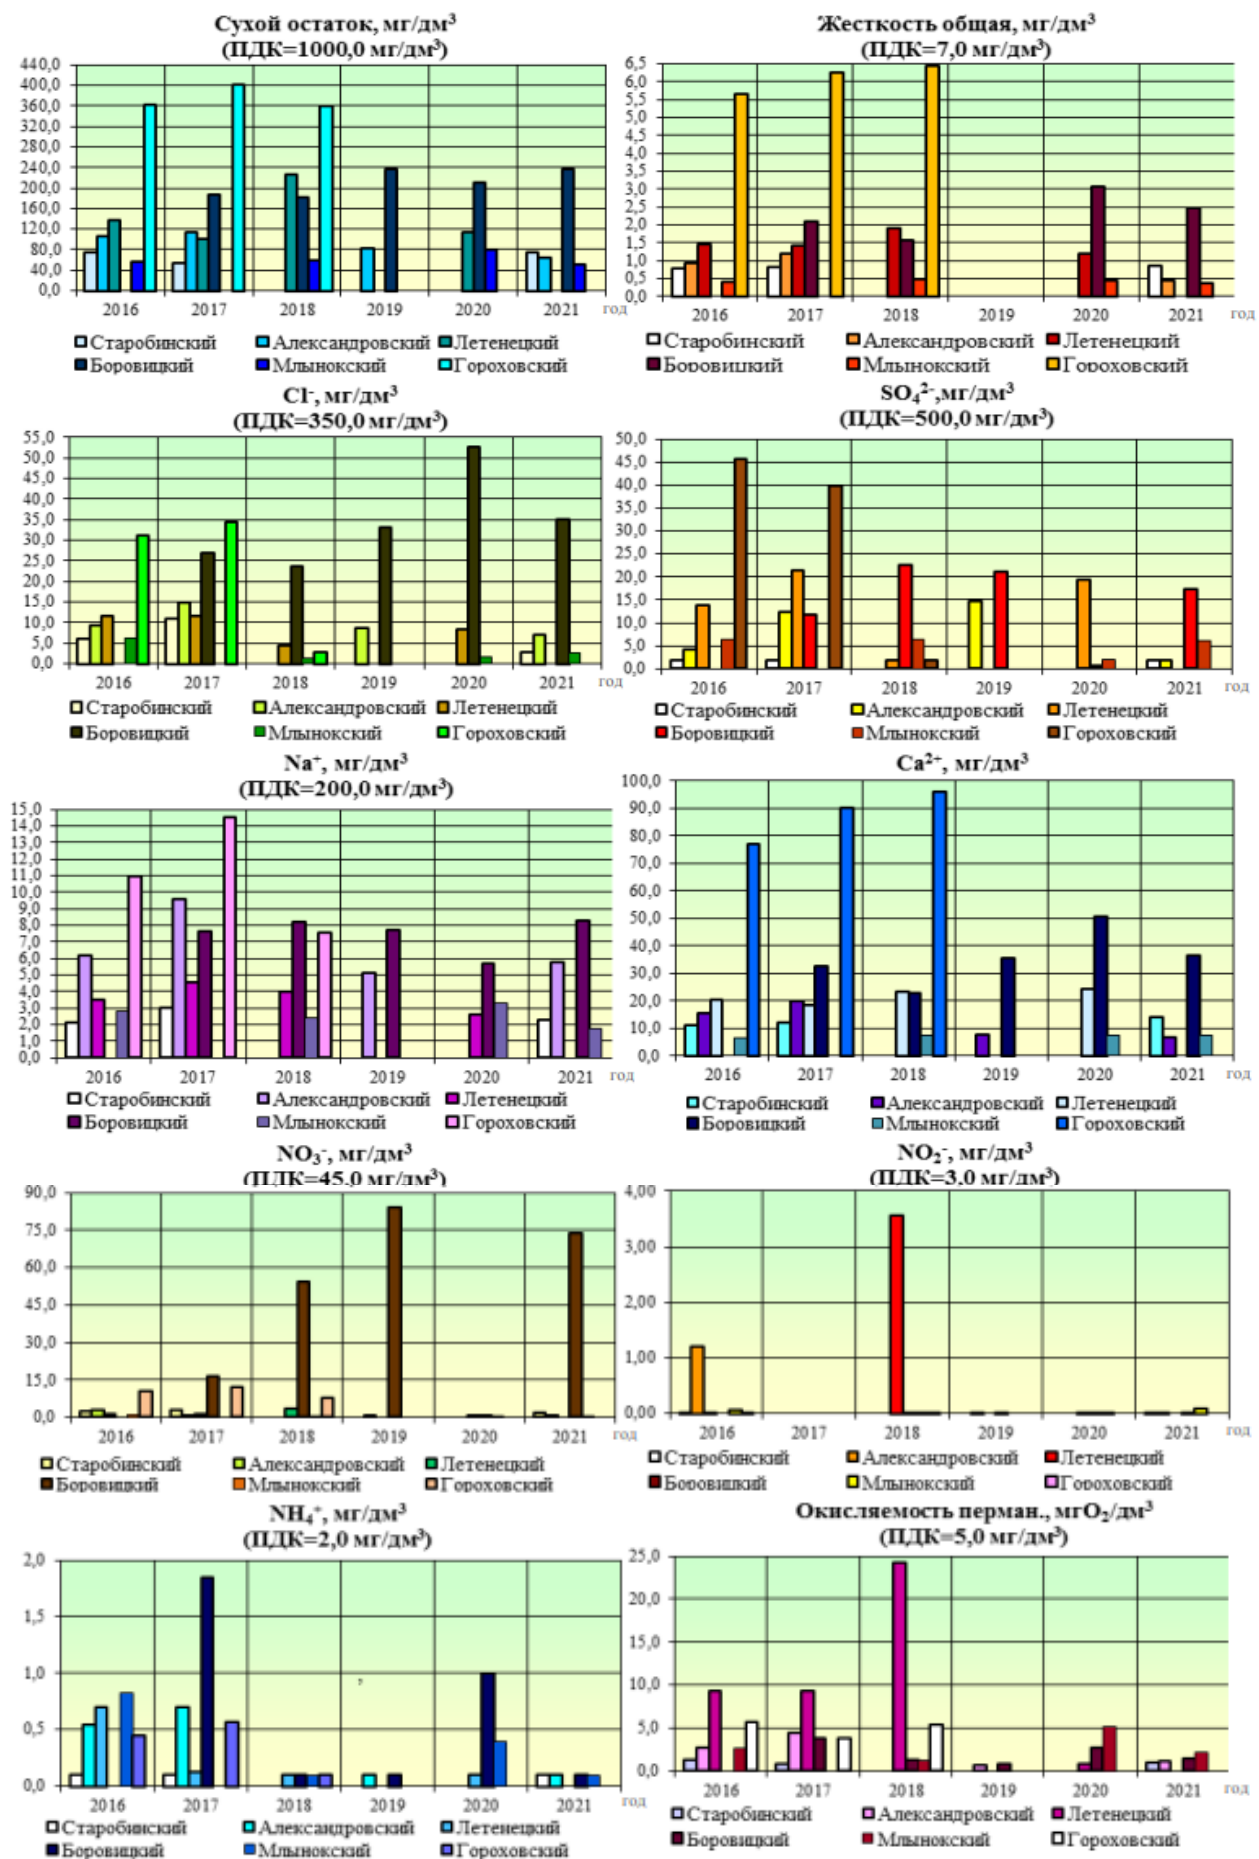 Сухой остаток, мг/дм³
(ПДК=1000,0 мг/дм³)
440,0
400,0
360,0
320,0
280,0
240,0
200,0
160,0
120,0
80,0
40,0
0,0
2016 2017 2018 2019 2020 2021 год
Старобинский Александровский Летенецкий
Боровицкий Млынокский Гороховский
Жесткость общая, мг/дм³
(ПДК=7,0 мг/дм³)
6,5
6,0
5,5
5,0
4,5
4,0
3,5
3,0
2,5
2,0
1,5
1,0
0,5
0,0
2016 2017 2018 2019 2020 2021 год
Старобинский Александровский Летенецкий
Боровицкий Млынокский Гороховский
Cl⁻, мг/дм³
(ПДК=350,0 мг/дм³)
55,0
50,0
45,0
40,0
35,0
30,0
25,0
20,0
15,0
10,0
5,0
0,0
2016 2017 2018 2019 2020 2021 год
Старобинский Александровский Летенецкий
Боровицкий Млынокский Гороховский
SO₄²⁻,мг/дм³
(ПДК=500,0 мг/дм³)
50,0
45,0
40,0
35,0
30,0
25,0
20,0
15,0
10,0
5,0
0,0
2016 2017 2018 2019 2020 2021 год
Старобинский Александровский Летенецкий
Боровицкий Млынокский Гороховский
Na⁺, мг/дм³
(ПДК=200,0 мг/дм³)
15,0
14,0
13,0
12,0
11,0
10,0
9,0
8,0
7,0
6,0
5,0
4,0
3,0
2,0
1,0
0,0
2016 2017 2018 2019 2020 2021 год
Старобинский Александровский Летенецкий
Боровицкий Млынокский Гороховский
Ca²⁺, мг/дм³
100,0
90,0
80,0
70,0
60,0
50,0
40,0
30,0
20,0
10,0
0,0
2016 2017 2018 2019 2020 2021 год
Старобинский Александровский Летенецкий
Боровицкий Млынокский Гороховский
NO₃⁻, мг/дм³
(ПДК=45,0 мг/дм³)
90,0
75,0
60,0
45,0
30,0
15,0
0,0
2016 2017 2018 2019 2020 2021 год
Старобинский Александровский Летенецкий
Боровицкий Млынокский Гороховский
NO₂⁻, мг/дм³
(ПДК=3,0 мг/дм³)
4,00
3,00
2,00
1,00
0,00
2016 2017 2018 2019 2020 2021 год
Старобинский Александровский Летенецкий
Боровицкий Млынокский Гороховский
NH₄⁺, мг/дм³
(ПДК=2,0 мг/дм³)
2,0
1,5
1,0
0,5
0,0
,
2016 2017 2018 2019 2020 2021 год
Старобинский Александровский Летенецкий
Боровицкий Млынокский Гороховский
Окисляемость перман., мгO₂/дм³
(ПДК=5,0 мг/дм³)
25,0
20,0
15,0
10,0
5,0
0,0
2016 2017 2018 2019 2020 2021 год
Старобинский Александровский Летенецкий
Боровицкий Млынокский Гороховский